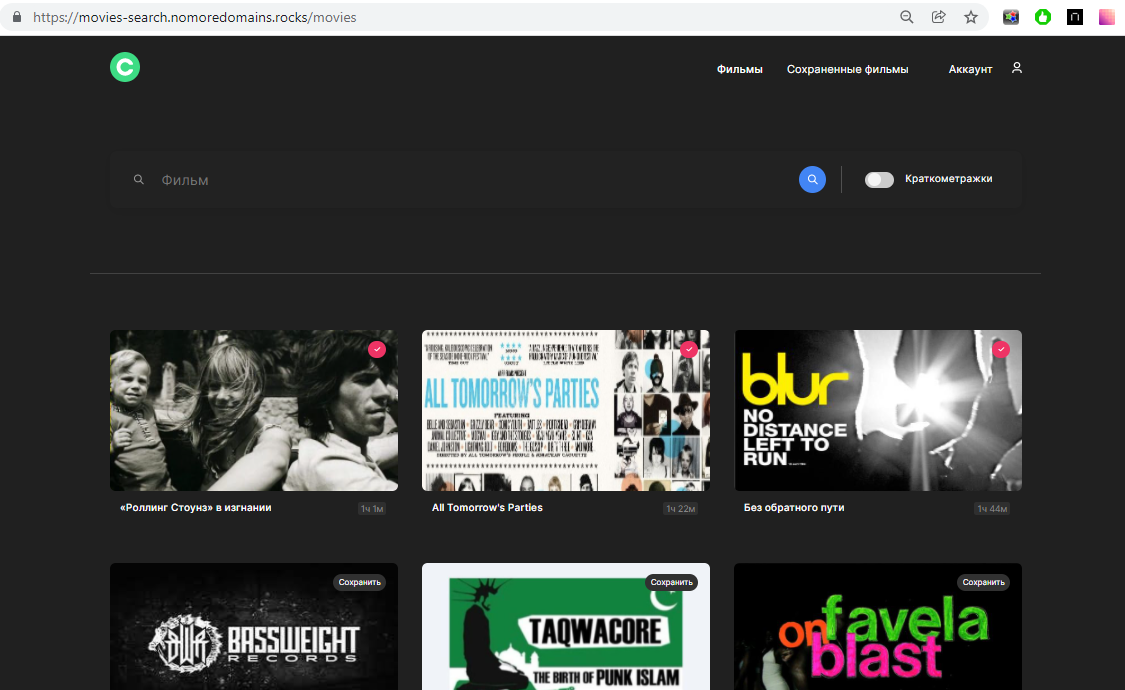 https://movies-search.nomoredomains.rocks/movies
Фильмы Сохраненные фильмы Аккаунт
Фильм
Краткометражки
ALL TOMORROW'S PARTIES
FEATURING
blur
NO
DISTANCE
LEFT TO
RUN
«Роллинг Стоунз» в изгнании
1ч 1м
All Tomorrow's Parties
1ч 22м
Без обратного пути
1ч 44м
Сохранить
BASSWEIGHT
RECORDS
Сохранить
TAQWACORE
THE BIRTH OF PUNK ISLAM
Сохранить
on favela
blast